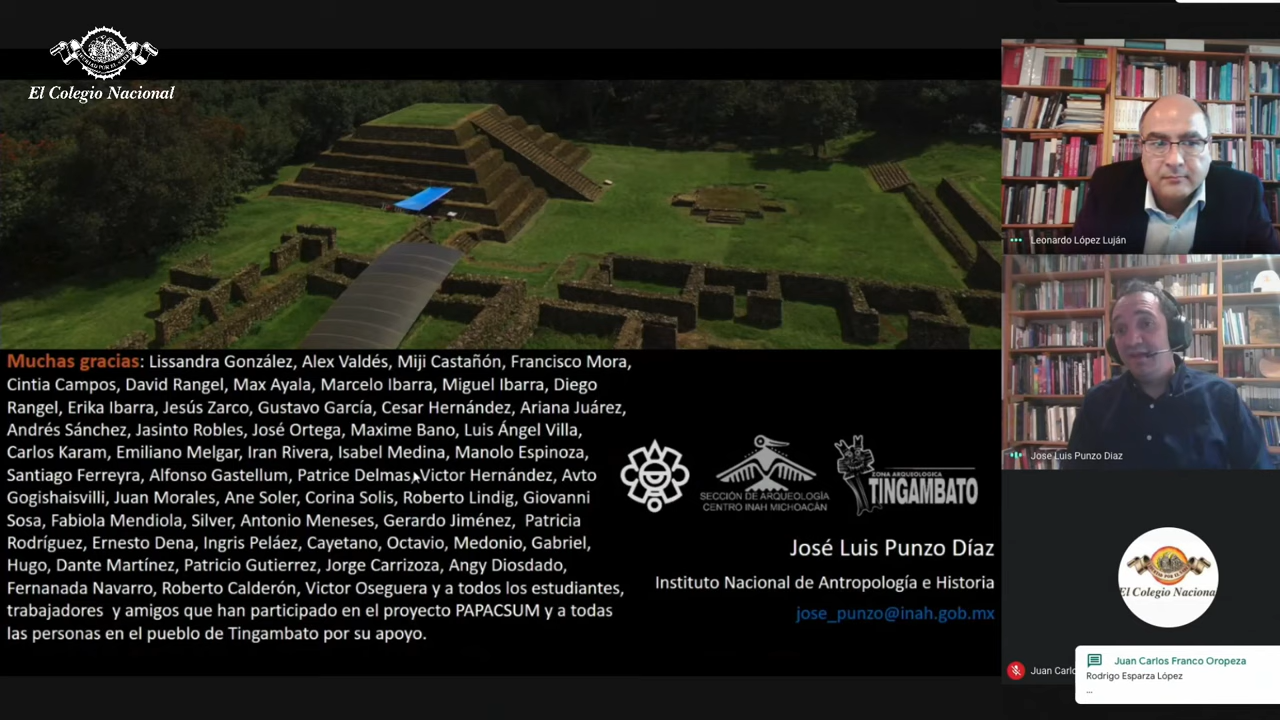 El Colegio Nacional
Muchas gracias: Lissandra González, Alex Valdés, Miji Castañón, Francisco Mora,
Cintia Campos, David Rangel, Max Ayala, Marcelo Ibarra, Miguel Ibarra, Diego
Rangel, Erika Ibarra, Jesús Zarco, Gustavo García, Cesar Hernández, Ariana Juárez,
Andrés Sánchez, Jasinto Robles, José Ortega, Maxime Bano, Luis Ángel Villa,
Carlos Karam, Emiliano Melgar, Iran Rivera, Isabel Medina, Manolo Espinoza,
Santiago Ferreyra, Alfonso Gastellum, Patrice Delmas, Victor Hernández, Avto
Gogishaisvilli, Juan Morales, Ane Soler, Corina Solis, Roberto Lindig, Giovanni
Sosa, Fabiola Mendiola, Silver, Antonio Meneses, Gerardo Jiménez, Patricia
Rodríguez, Ernesto Dena, Ingris Peláez, Cayetano, Octavio, Medonio, Gabriel,
Hugo, Dante Martínez, Patricio Gutierrez, Jorge Carrizoza, Angy Diosdado,
Fernanada Navarro, Roberto Calderón, Victor Oseguera y a todos los estudiantes,
trabajadores y amigos que han participado en el proyecto PAPACSUM y a todas
las personas en el pueblo de Tingambato por su apoyo.
SECCIÓN DE ARQUEOLOGÍA
CENTRO INAH MICHOACÁN
ZONA ARQUEOLÓGICA
TINGAMBATO
José Luis Punzo Díaz
Instituto Nacional de Antropología e Historia
jose_punzo@inah.gob.mx
Leonardo López Luján
Jose Luis Punzo Diaz
El Colegio Naciona
Juan Carlo
Juan Carlos Franco Oropeza
Rodrigo Esparza López
...